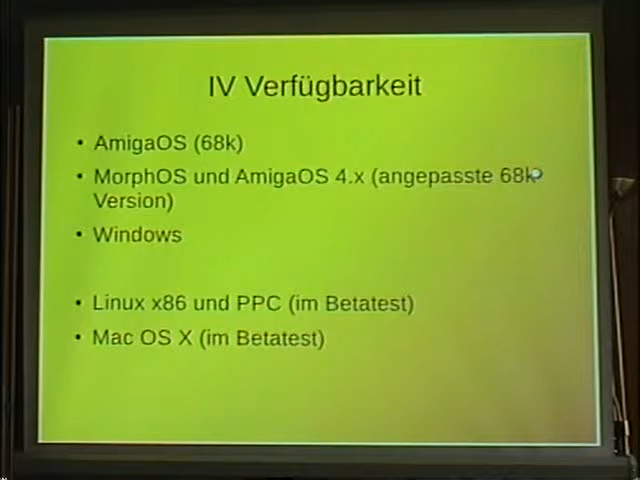 IV Verfügbarkeit
• AmigaOS (68k)
• MorphOS und AmigaOS 4.x (angepasste 68k
Version)
• Windows
• Linux x86 und PPC (im Betatest)
• Mac OS X (im Betatest)